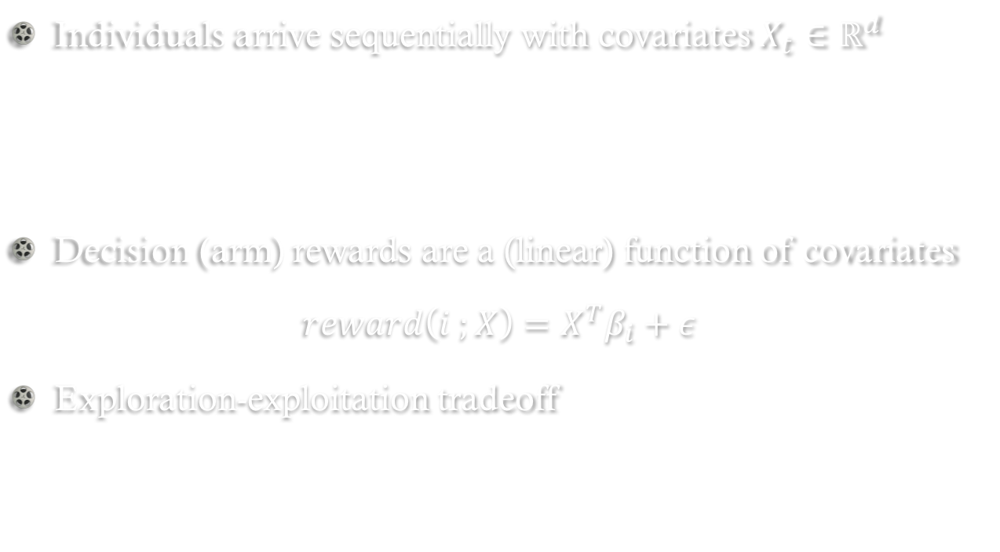 Individuals arrive sequentially with covariates $X_t \in \mathbb{R}^d$
Decision (arm) rewards are a (linear) function of covariates
$reward(i ; X) = X^T \beta_i + \epsilon$
Exploration-exploitation tradeoff